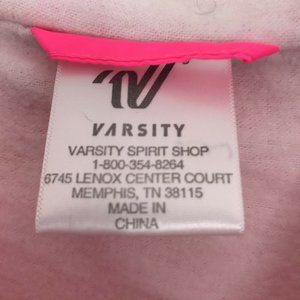 VARSITY
VARSITY SPIRIT SHOP
1-800-354-8264
6745 LENOX CENTER COURT
MEMPHIS, TN 38115
MADE IN
CHINA